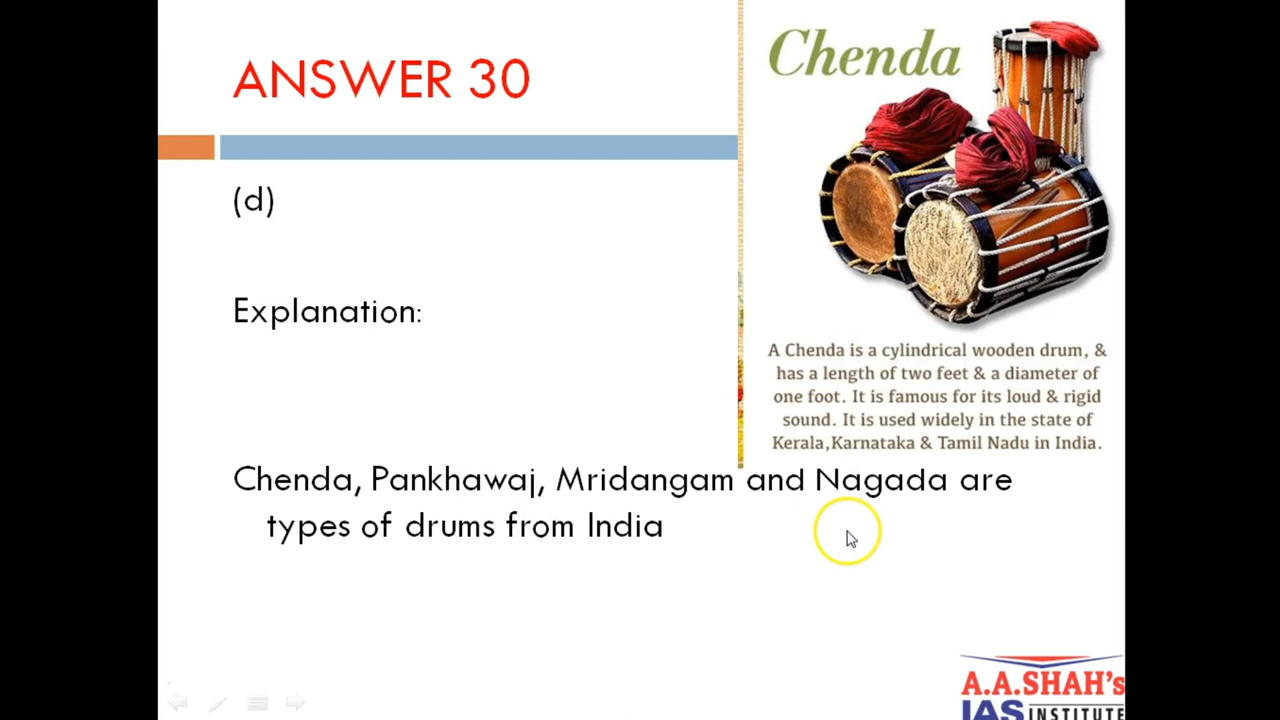 ANSWER 30
(d)
Explanation:
Chenda, Pankhawaj, Mridangam and Nagada are
types of drums from India
Chenda
A Chenda is a cylindrical wooden drum, &
has a length of two feet & a diameter of
one foot. It is famous for its loud & rigid
sound. It is used widely in the state of
Kerala,Karnataka & Tamil Nadu in India.
A.A.SHAH's
IAS INSTITUTE